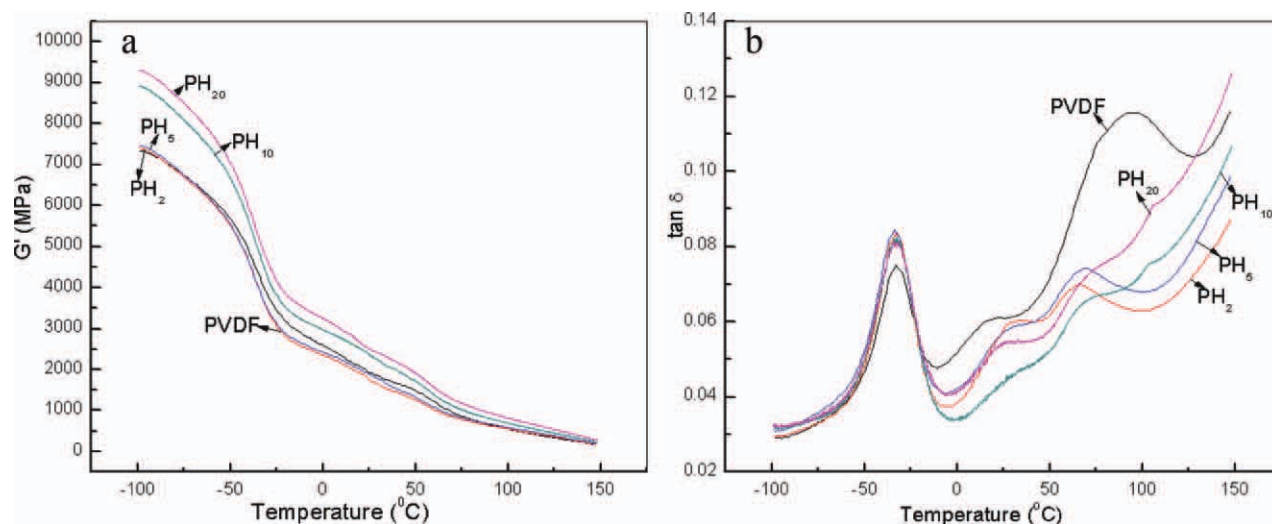 a
10000
9000
8000
7000
6000
5000
4000
3000
2000
1000
0
G' (MPa)
PH20
PH5
PH10
PH2
PVDF
-100 -50 0 50 100 150
Temperature (0C)
b
0.14
0.12
0.10
0.08
0.06
0.04
0.02
tan δ
PVDF
PH20
PH10
PH5
PH2
-100 -50 0 50 100 150
Temperature (0C)